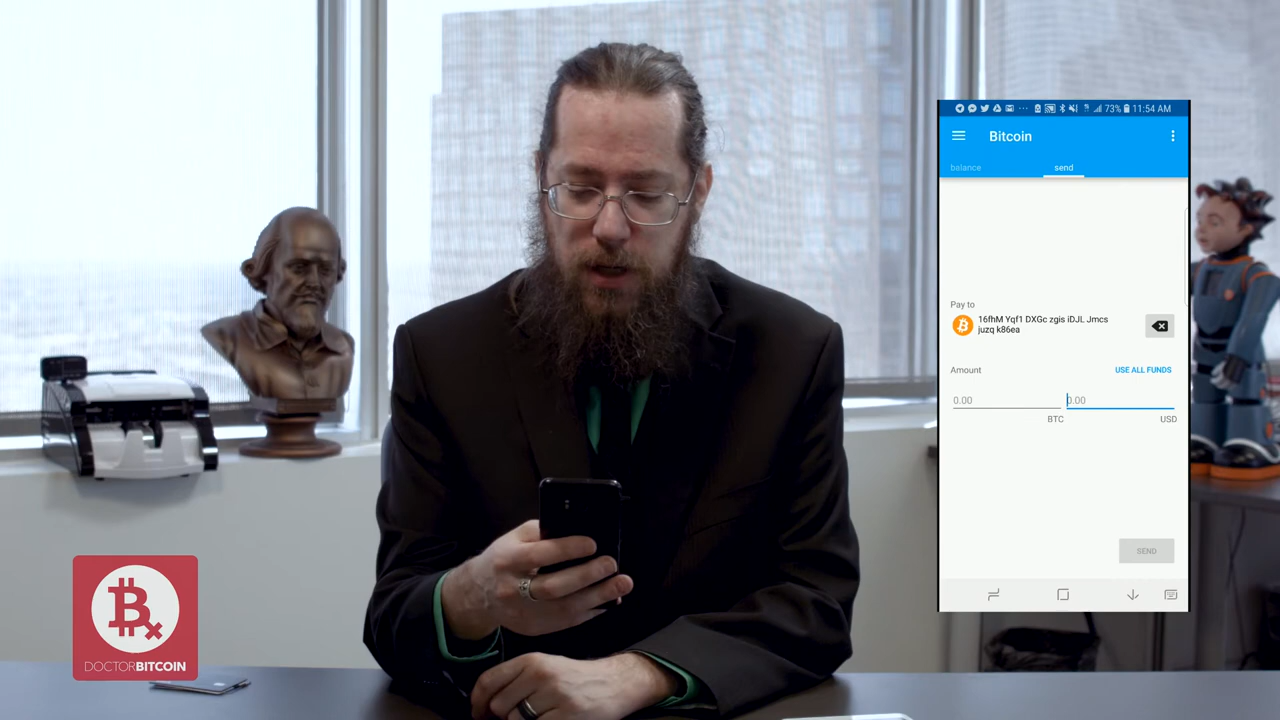 73% 11:54 AM
Bitcoin
balance
send
Pay to
16fhM Yqf1 DXGc zgis iDJL Jmcs
juzq k86ea
Amount
USE ALL FUNDS
0.00
0.00
BTC
USD
SEND
DOCTORBITCOIN